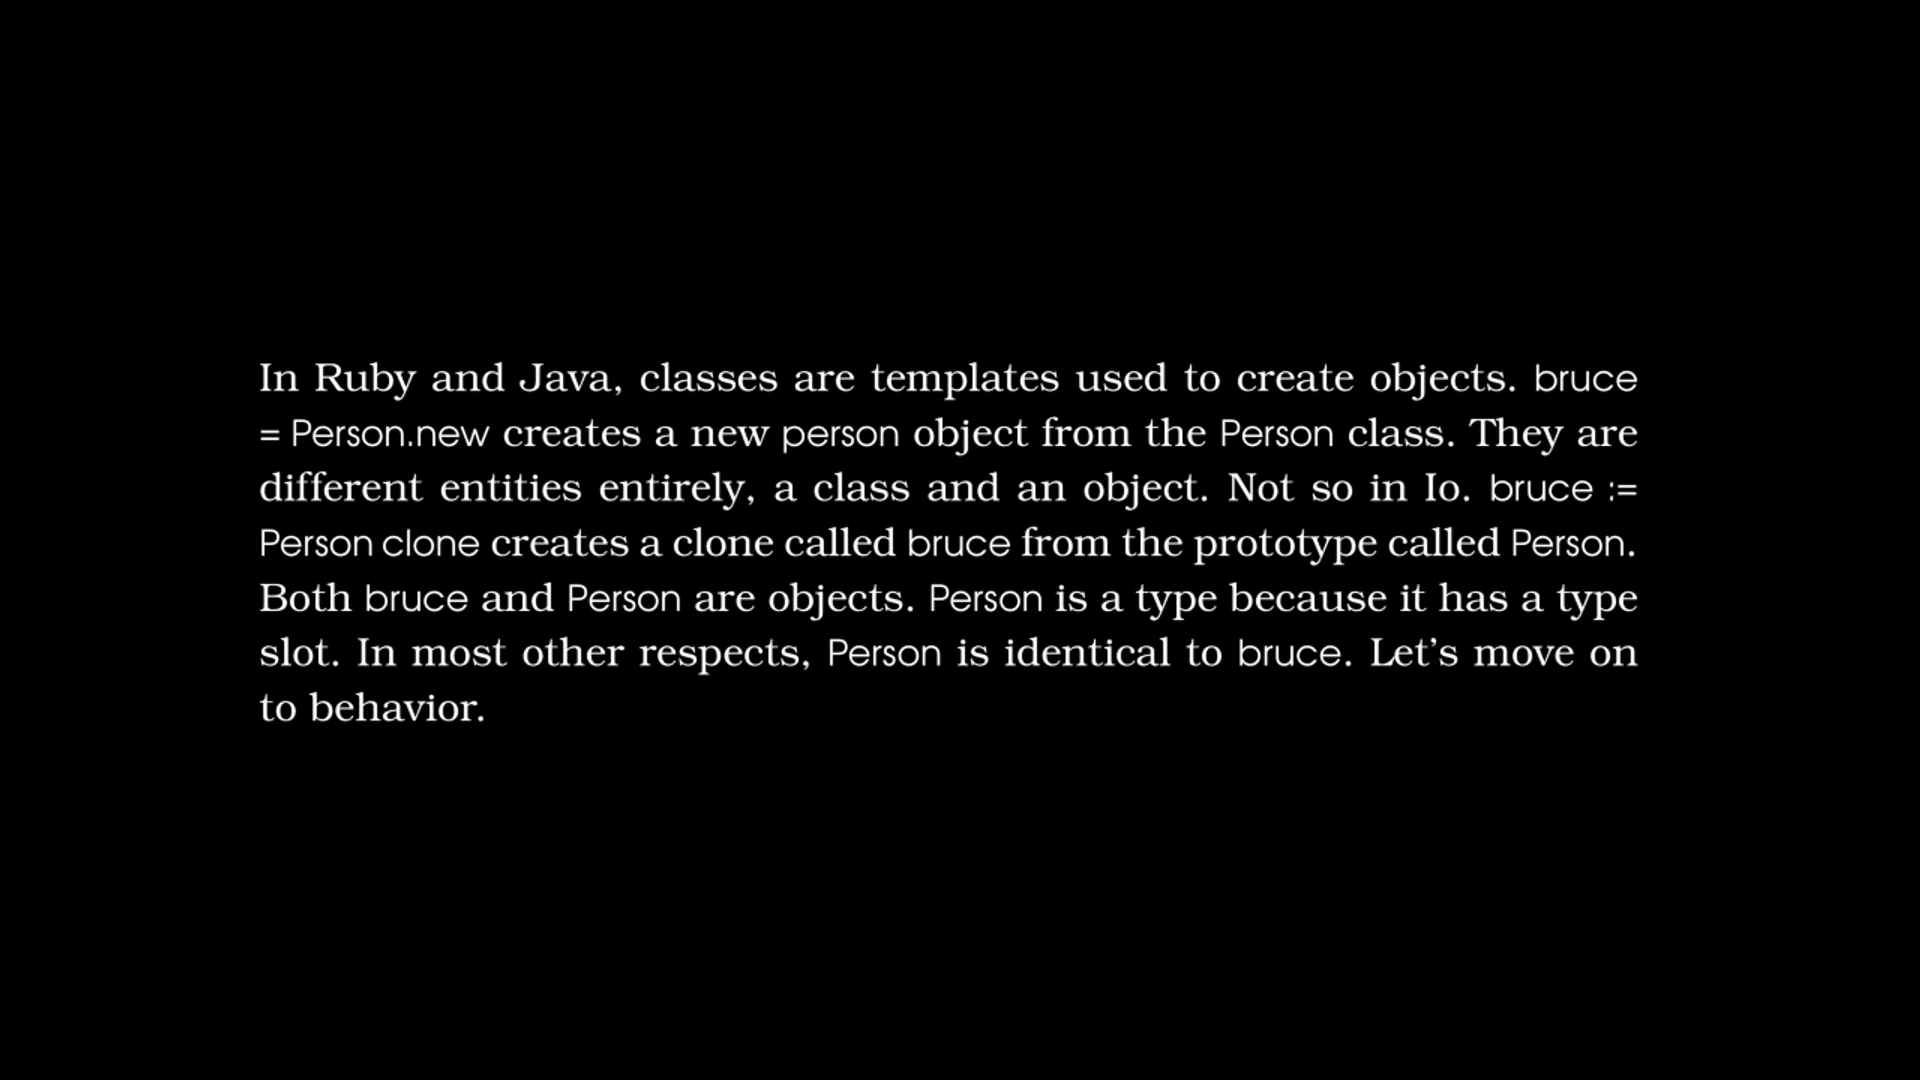 In Ruby and Java, classes are templates used to create objects. bruce
= Person.new creates a new person object from the Person class. They are
different entities entirely, a class and an object. Not so in Io. bruce :=
Person clone creates a clone called bruce from the prototype called Person.
Both bruce and Person are objects. Person is a type because it has a type
slot. In most other respects, Person is identical to bruce. Let’s move on
to behavior.